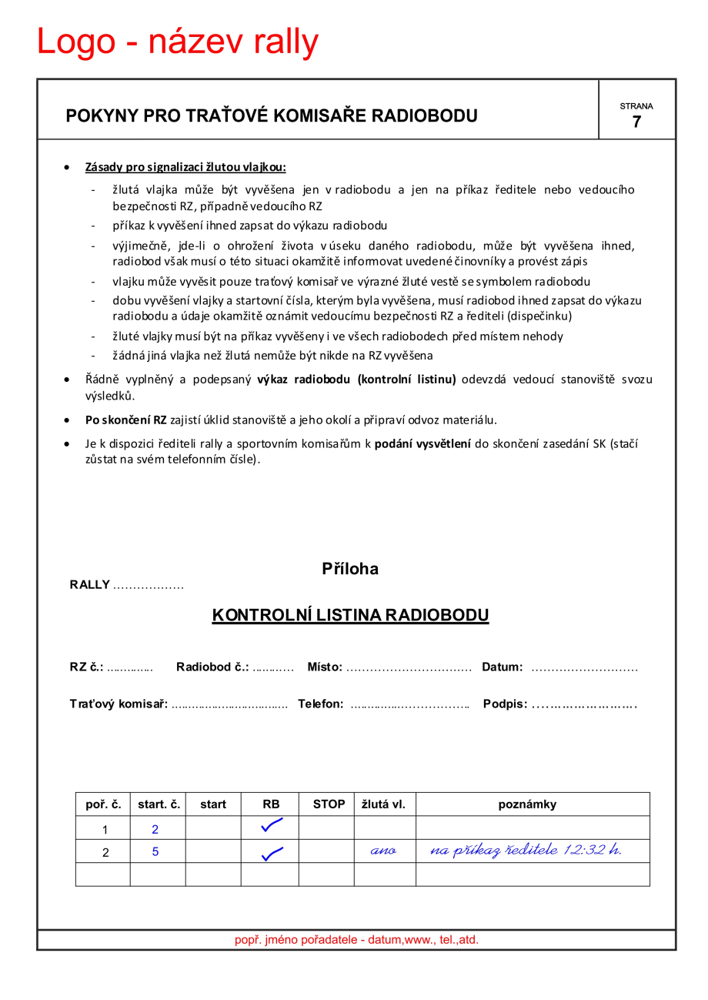 Logo - název rally
POKYNY PRO TRAŤOVÉ KOMISAŘE RADIOBODU
STRANA
7
• Zásady pro signalizaci žlutou vlajkou:
- žlutá vlajka může být vyvěšena jen v radiobodu a jen na příkaz ředitele nebo vedoucího
bezpečnosti RZ, případně vedoucího RZ
- příkaz k vyvěšení ihned zapsat do výkazu radiobodu
- výjimečně, jde-li o ohrožení života v úseku daného radiobodu, může být vyvěšena ihned,
radiobod však musí o této situaci okamžitě informovat uvedené činovníky a provést zápis
- vlajku může vyvěsit pouze traťový komisař ve výrazné žluté vestě se symbolem radiobodu
- dobu vyvěšení vlajky a startovní čísla, kterým byla vyvěšena, musí radiobod ihned zapsat do výkazu
radiobodu a údaje okamžitě oznámit vedoucímu bezpečnosti RZ a řediteli (dispečinku)
- žluté vlajky musí být na příkaz vyvěšeny i ve všech radiobodech před místem nehody
- žádná jiná vlajka než žlutá nemůže být nikde na RZ vyvěšena
• Řádně vyplněný a podepsaný výkaz radiobodu (kontrolní listinu) odevzdá vedoucí stanoviště svozu
výsledků.
• Po skončení RZ zajistí úklid stanoviště a jeho okolí a připraví odvoz materiálu.
• Je k dispozici řediteli rally a sportovním komisařům k podání vysvětlení do skončení zasedání SK (stačí
zůstat na svém telefonním čísle).
Příloha
RALLY ………………
KONTROLNÍ LISTINA RADIOBODU
RZ č.: ………….. Radiobod č.: ………… Místo: …………………………… Datum: ………………………
Traťový komisař: …………………………….. Telefon: …………………………. Podpis: …………………….
poř. č. start. č. start RB STOP žlutá vl. poznámky
1 2 ✓
2 5 ✓ ano na příkaz ředitele 12:32 h.
popř. jméno pořadatele - datum,www., tel.,atd.